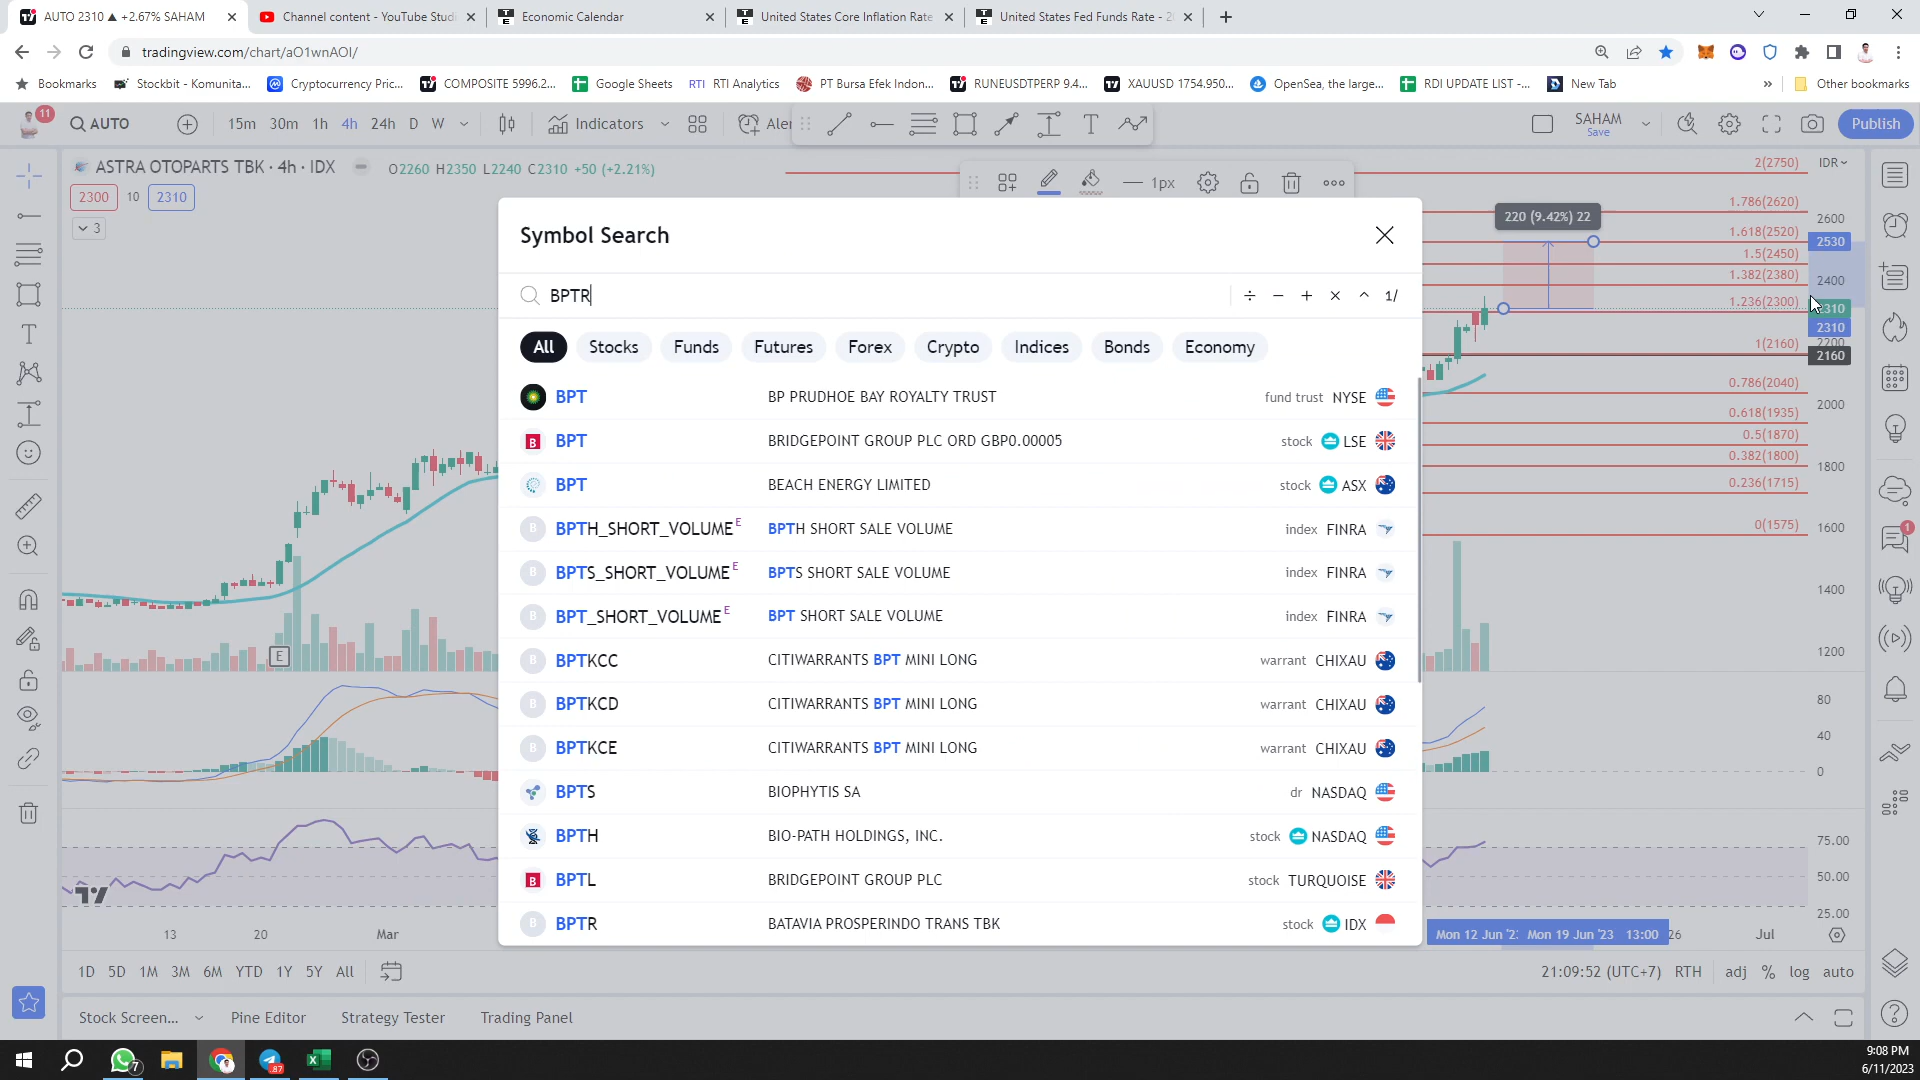 AUTO 2310 ▲ +2.67% SAHAM
Channel content - YouTube Studi
Economic Calendar
United States Core Inflation Rate
United States Fed Funds Rate - 2
tradingview.com/chart/aO1wnAOI/
Bookmarks
Stockbit - Komunita...
Cryptocurrency Pric...
COMPOSITE 5996.2...
Google Sheets
RTI RTI Analytics
PT Bursa Efek Indon...
RUNEUSDTPERP 9.4...
XAUUSD 1754.950...
OpenSea, the large...
RDI UPDATE LIST -...
New Tab
»
Other bookmarks
11
AUTO
15m 30m 1h 4h 24h D W
Indicators
Aler
SAHAM
Save
Publish
ASTRA OTOPARTS TBK · 4h · IDX
O2260 H2350 L2240 C2310 +50 (+2.21%)
2300 10 2310
3
1px
IDR
2(2750)
1.786(2620)
1.618(2520)
1.5(2450)
1.382(2380)
1.236(2300)
1(2160)
0.786(2040)
0.618(1935)
0.5(1870)
0.382(1800)
0.236(1715)
0(1575)
220 (9.42%) 22
2600
2530
2400
2310
2310
2200
2160
2000
1800
1600
1400
1200
80
40
0
75.00
50.00
25.00
E
Symbol Search
BPTR
1/
All Stocks Funds Futures Forex Crypto Indices Bonds Economy
BPT BP PRUDHOE BAY ROYALTY TRUST fund trust NYSE
B BPT BRIDGEPOINT GROUP PLC ORD GBP0.00005 stock LSE
BPT BEACH ENERGY LIMITED stock ASX
B BPTH_SHORT_VOLUME E BPTH SHORT SALE VOLUME index FINRA
B BPTS_SHORT_VOLUME E BPTS SHORT SALE VOLUME index FINRA
B BPT_SHORT_VOLUME E BPT SHORT SALE VOLUME index FINRA
B BPTKCC CITIWARRANTS BPT MINI LONG warrant CHIXAU
B BPTKCD CITIWARRANTS BPT MINI LONG warrant CHIXAU
B BPTKCE CITIWARRANTS BPT MINI LONG warrant CHIXAU
BPTS BIOPHYTIS SA dr NASDAQ
BPTH BIO-PATH HOLDINGS, INC. stock NASDAQ
B BPTL BRIDGEPOINT GROUP PLC stock TURQUOISE
B BPTR BATAVIA PROSPERINDO TRANS TBK stock IDX
13 20 Mar
Mon 12 Jun '2 Mon 19 Jun '23 13:00 26 Jul
1D 5D 1M 3M 6M YTD 1Y 5Y All
21:09:52 (UTC+7) RTH adj % log auto
Stock Screen... Pine Editor Strategy Tester Trading Panel
1
7
87
9:08 PM
6/11/2023